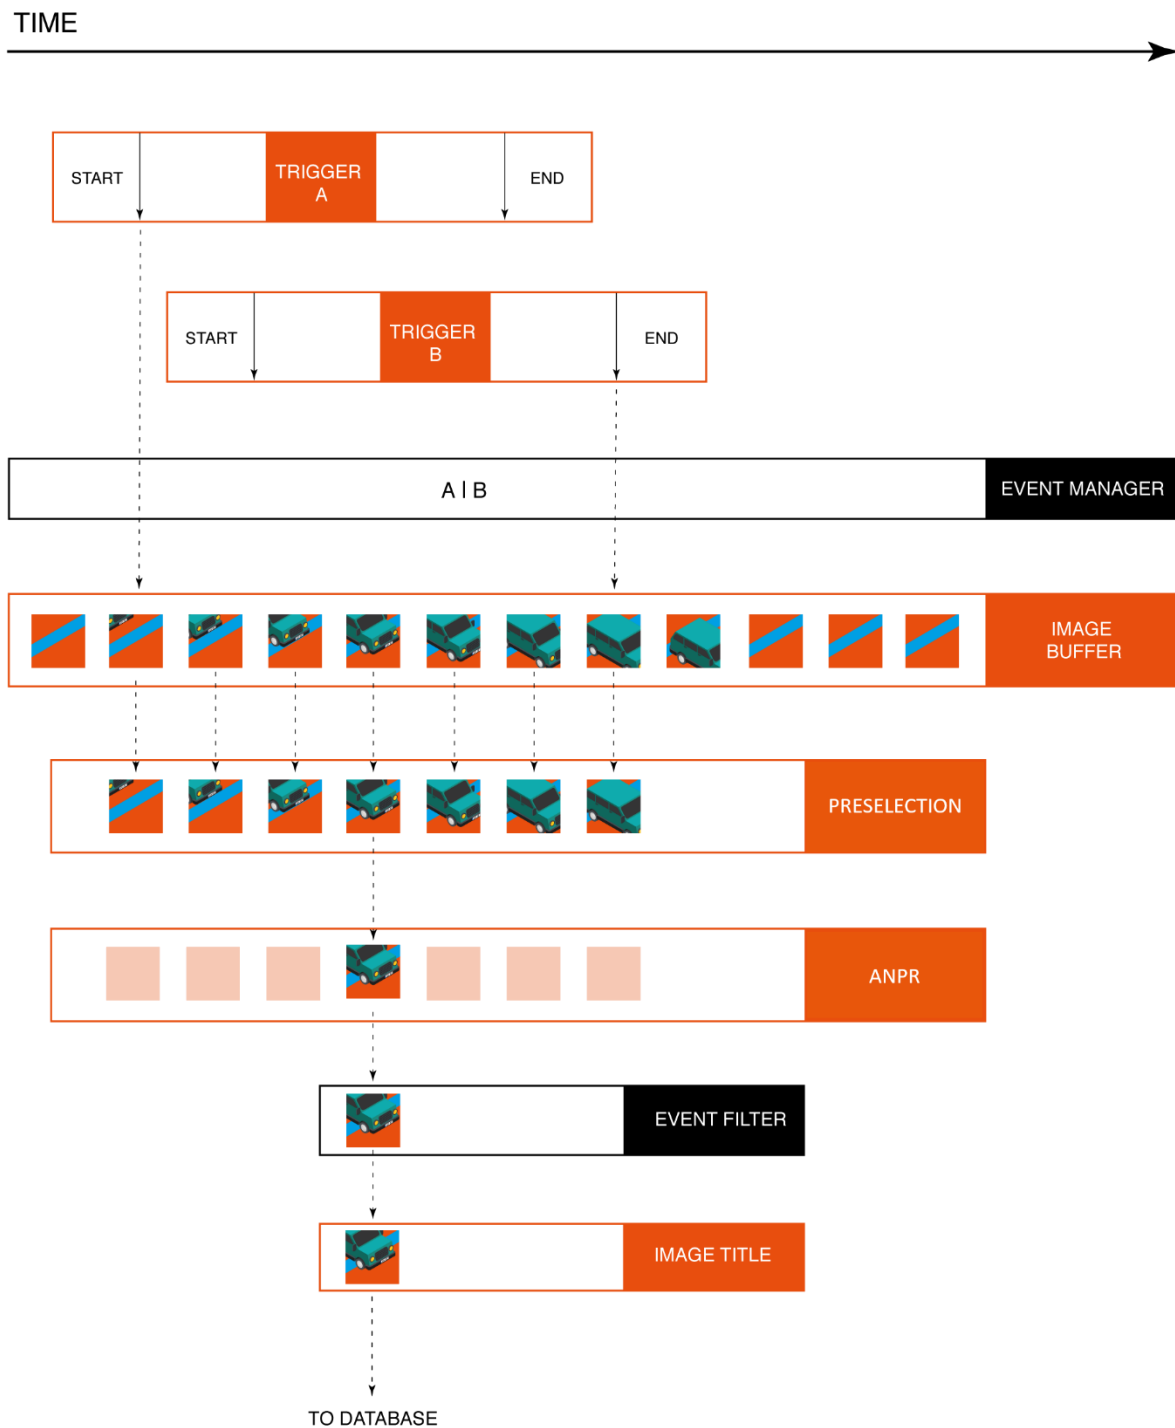 TIME
START
TRIGGER
A
END
START
TRIGGER
B
END
A | B
EVENT MANAGER
IMAGE
BUFFER
PRESELECTION
ANPR
EVENT FILTER
IMAGE TITLE
TO DATABASE